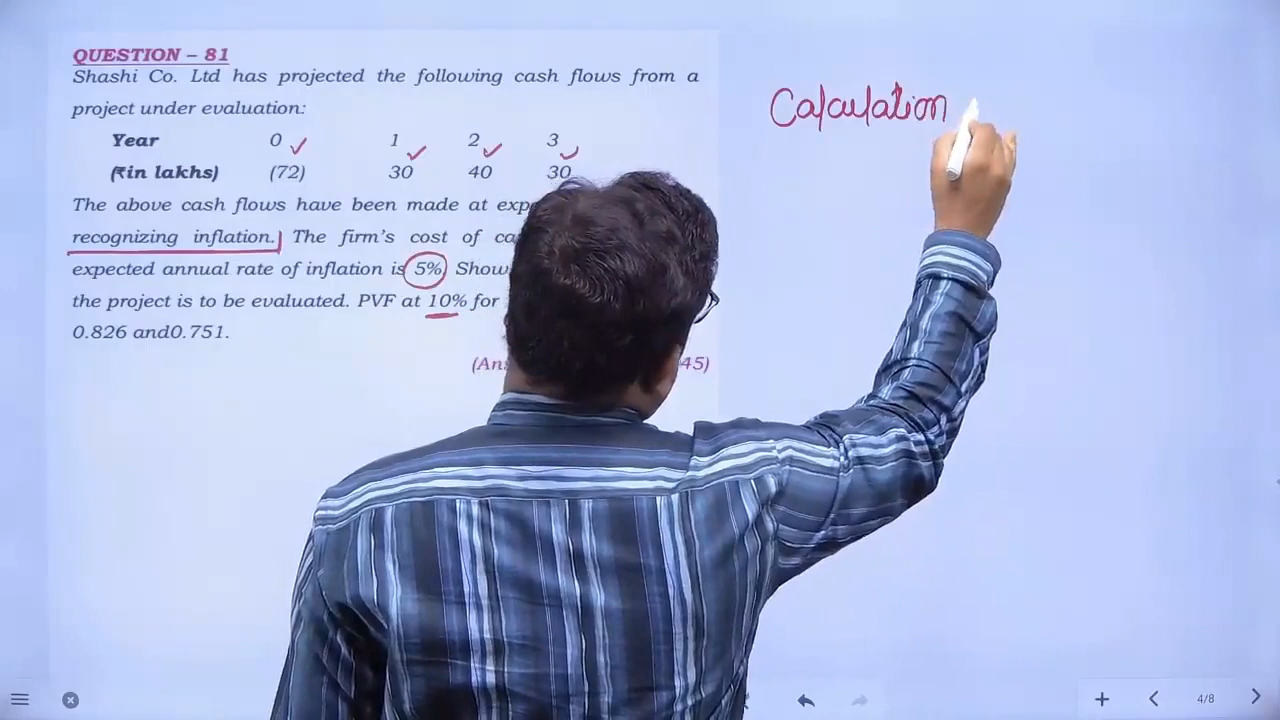 QUESTION – 81
Shashi Co. Ltd has projected the following cash flows from a
project under evaluation:
Year 0 1 2 3
(₹in lakhs) (72) 30 40 30
The above cash flows have been made at
recognizing inflation. The firm's cost of
expected annual rate of inflation is 5% Show
the project is to be evaluated. PVF at 10% for
0.826 and0.751.
45)
Calculation
4/8